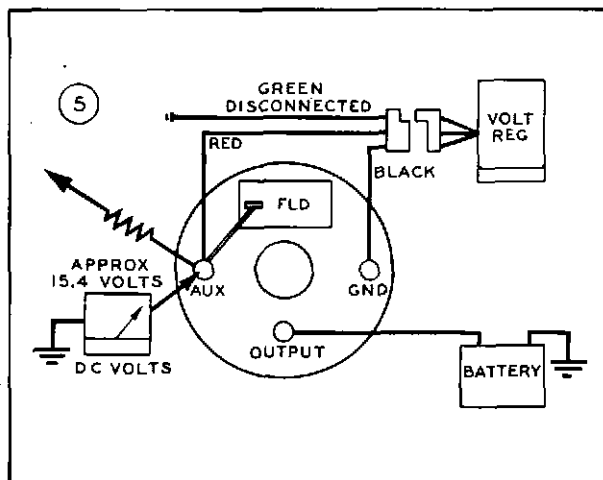 5
GREEN
DISCONNECTED
RED
VOLT
REG
BLACK
FLD
APPROX
15.4 VOLTS
AUX
GND
OUTPUT
DC VOLTS
BATTERY